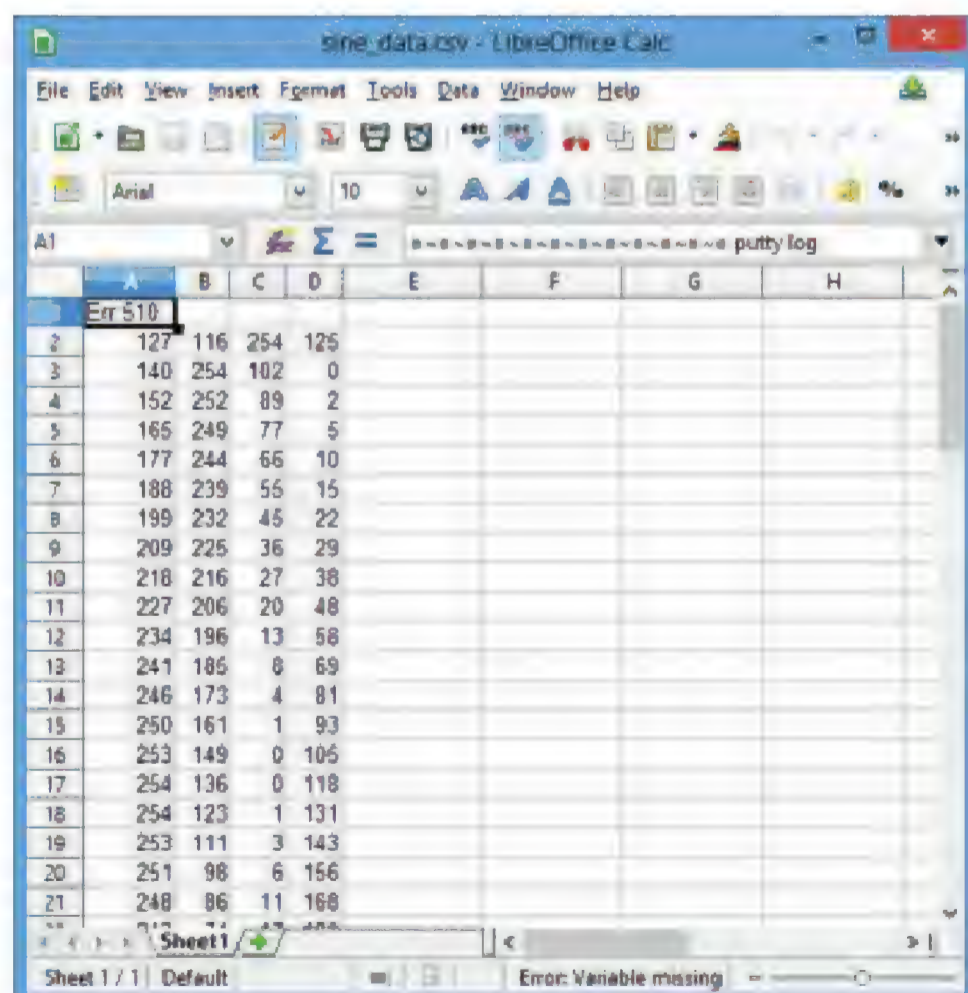 sine_data.csv - LibreOffice Calc
File Edit View Insert Format Tools Data Window Help
Arial 10
A1 Σ = putty log
A B C D E F G H
Err:510
2 127 116 254 125
3 140 254 102 0
4 152 252 89 2
5 165 249 77 5
6 177 244 66 10
7 188 239 55 15
8 199 232 45 22
9 209 225 36 29
10 218 216 27 38
11 227 206 20 48
12 234 196 13 58
13 241 185 8 69
14 246 173 4 81
15 250 161 1 93
16 253 149 0 105
17 254 136 0 118
18 254 123 1 131
19 253 111 3 143
20 251 98 6 156
21 248 86 11 168
Sheet1
Sheet 1 / 1 Default Error: Variable missing